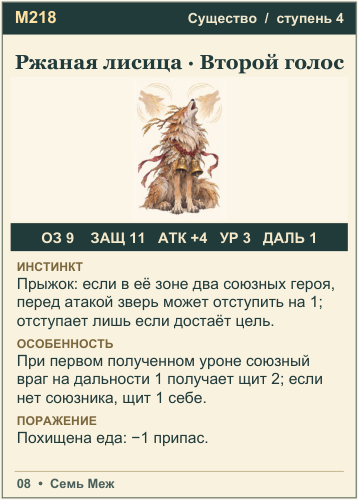 М218
Существо / ступень 4
Ржаная лисица · Второй голос
ОЗ 9 ЗАЩ 11 АТК +4 УР 3 ДАЛЬ 1
ИНСТИНКТ
Прыжок: если в её зоне два союзных героя,
перед атакой зверь может отступить на 1;
отступает лишь если достаёт цель.
ОСОБЕННОСТЬ
При первом полученном уроне союзный
враг на дальности 1 получает щит 2; если
нет союзника, щит 1 себе.
ПОРАЖЕНИЕ
Похищена еда: −1 припас.
08 • Семь Меж